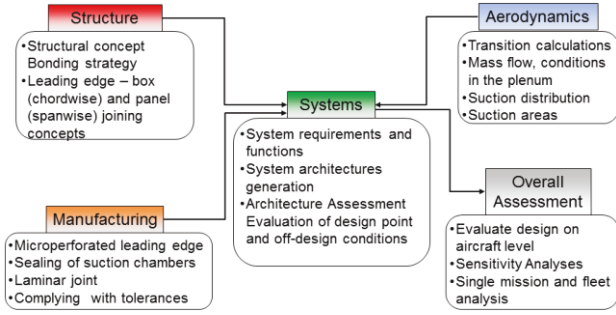 Structure
•Structural concept
Bonding strategy
•Leading edge – box
(chordwise) and panel
(spanwise) joining
concepts
Aerodynamics
•Transition calculations
•Mass flow, conditions
in the plenum
•Suction distribution
•Suction areas
Systems
•System requirements and
functions
•System architectures
generation
•Architecture Assessment
Evaluation of design point
and off-design conditions
Manufacturing
•Microperforated leading edge
•Sealing of suction chambers
•Laminar joint
•Complying with tolerances
Overall
Assessment
•Evaluate design on
aircraft level
•Sensitivity Analyses
•Single mission and fleet
analysis